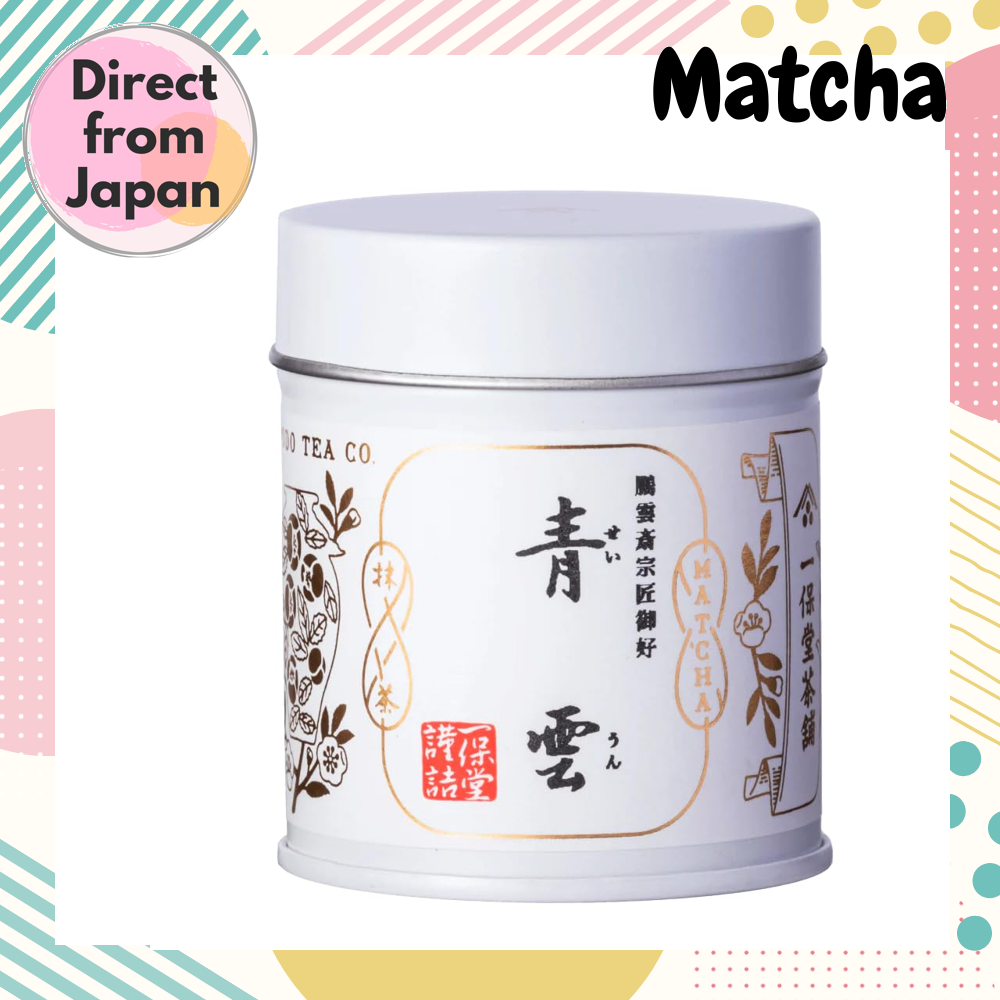 Direct
from
Japan
Matcha
TEA CO.
鵬雲斎宗匠御好
青雲
せい
うん
抹茶
MATCHA
一保堂
謹詰
一保堂茶舗